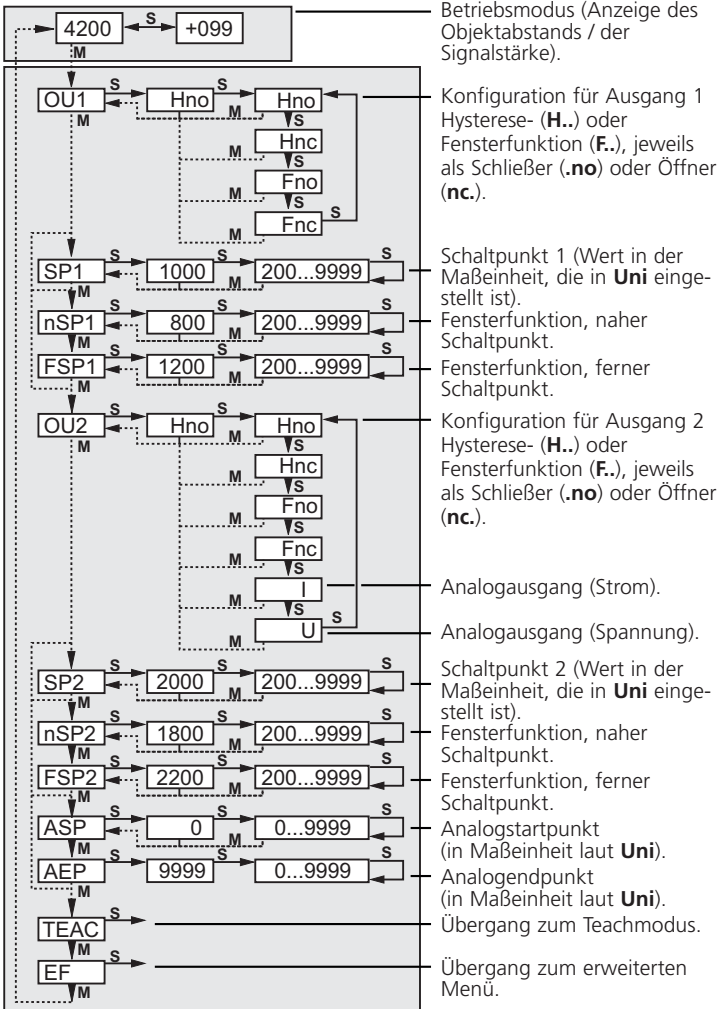 4200 S +099
M
Betriebsmodus (Anzeige des
Objektabstands / der
Signalstärke).
OU1 S Hno S Hno
M M S
M Hnc
S
M Fno
S
M Fnc S
Konfiguration für Ausgang 1
Hysterese- (H..) oder
Fensterfunktion (F..), jeweils
als Schließer (.no) oder Öffner
(nc.).
SP1 S 1000 S 200...9999 S
M M
Schaltpunkt 1 (Wert in der
Maßeinheit, die in Uni einge-
stellt ist).
nSP1 S 800 S 200...9999 S
M M
Fensterfunktion, naher
Schaltpunkt.
FSP1 S 1200 S 200...9999 S
M M
Fensterfunktion, ferner
Schaltpunkt.
OU2 S Hno S Hno
M M S
M Hnc
S
M Fno
S
M Fnc
S
M I
S
M U S
Konfiguration für Ausgang 2
Hysterese- (H..) oder
Fensterfunktion (F..), jeweils
als Schließer (.no) oder Öffner
(nc.).
Analogausgang (Strom).
Analogausgang (Spannung).
SP2 S 2000 S 200...9999 S
M M
Schaltpunkt 2 (Wert in der
Maßeinheit, die in Uni einge-
stellt ist).
nSP2 S 1800 S 200...9999 S
M M
Fensterfunktion, naher
Schaltpunkt.
FSP2 S 2200 S 200...9999 S
M M
Fensterfunktion, ferner
Schaltpunkt.
ASP S 0 S 0...9999 S
M M
Analogstartpunkt
(in Maßeinheit laut Uni).
AEP S 9999 S 0...9999 S
M
Analogendpunkt
(in Maßeinheit laut Uni).
TEAC S
M
Übergang zum Teachmodus.
EF S
M
Übergang zum erweiterten
Menü.